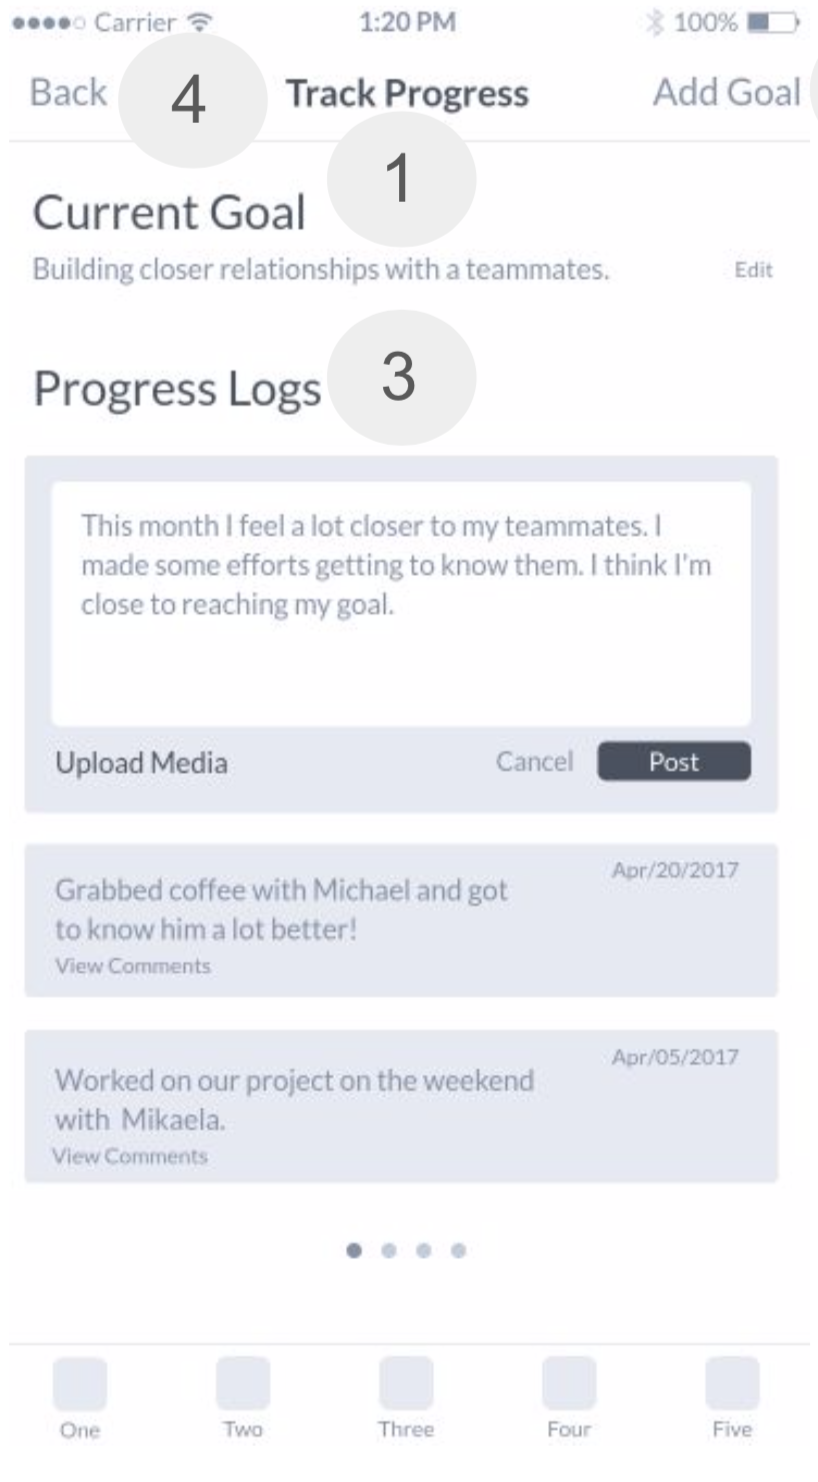 Carrier 1:20 PM 100%
Back 4 Track Progress Add Goal
1
Current Goal
Building closer relationships with a teammates. Edit
Progress Logs 3
This month I feel a lot closer to my teammates. I
made some efforts getting to know them. I think I'm
close to reaching my goal.
Upload Media Cancel Post
Apr/20/2017
Grabbed coffee with Michael and got
to know him a lot better!
View Comments
Apr/05/2017
Worked on our project on the weekend
with Mikaela.
View Comments
One Two Three Four Five